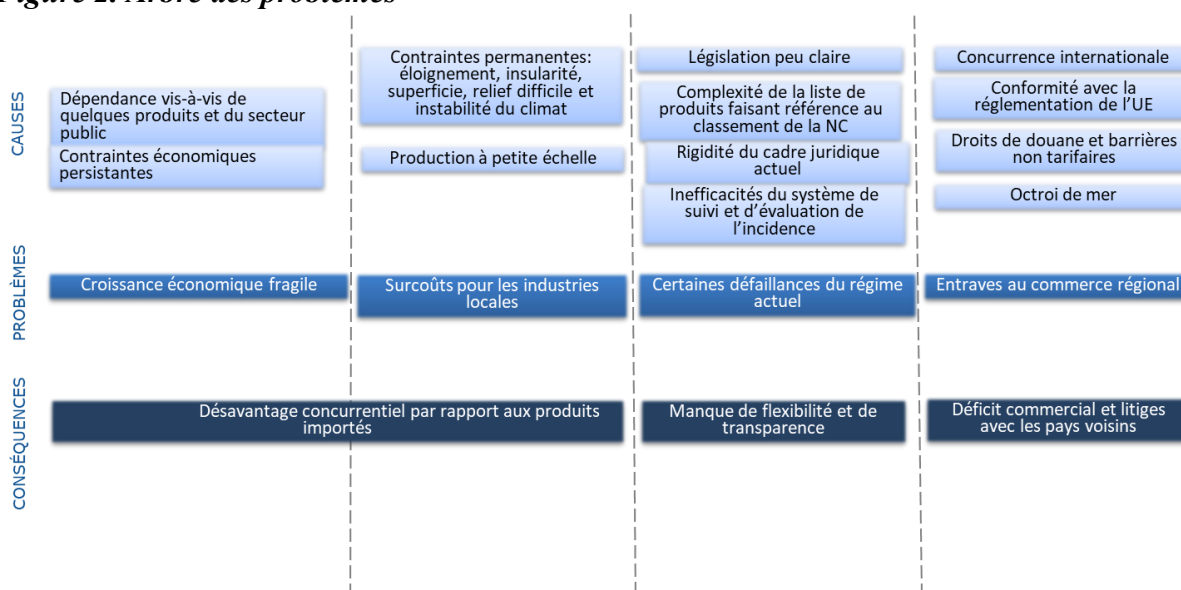 Figure 2: Arbre des problèmes
CAUSES
Dépendance vis-à-vis de
quelques produits et du secteur
public
Contraintes économiques
persistantes
Contraintes permanentes:
éloignement, insularité,
superficie, relief difficile et
instabilité du climat
Production à petite échelle
Législation peu claire
Complexité de la liste de
produits faisant référence au
classement de la NC
Rigidité du cadre juridique
actuel
Inefficacités du système de
suivi et d'évaluation de
l'incidence
Concurrence internationale
Conformité avec la
réglementation de l'UE
Droits de douane et barrières
non tarifaires
Octroi de mer
PROBLÈMES
Croissance économique fragile
Surcoûts pour les industries
locales
Certaines défaillances du régime
actuel
Entraves au commerce régional
CONSÉQUENCES
Désavantage concurrentiel par rapport aux produits
importés
Manque de flexibilité et de
transparence
Déficit commercial et litiges
avec les pays voisins